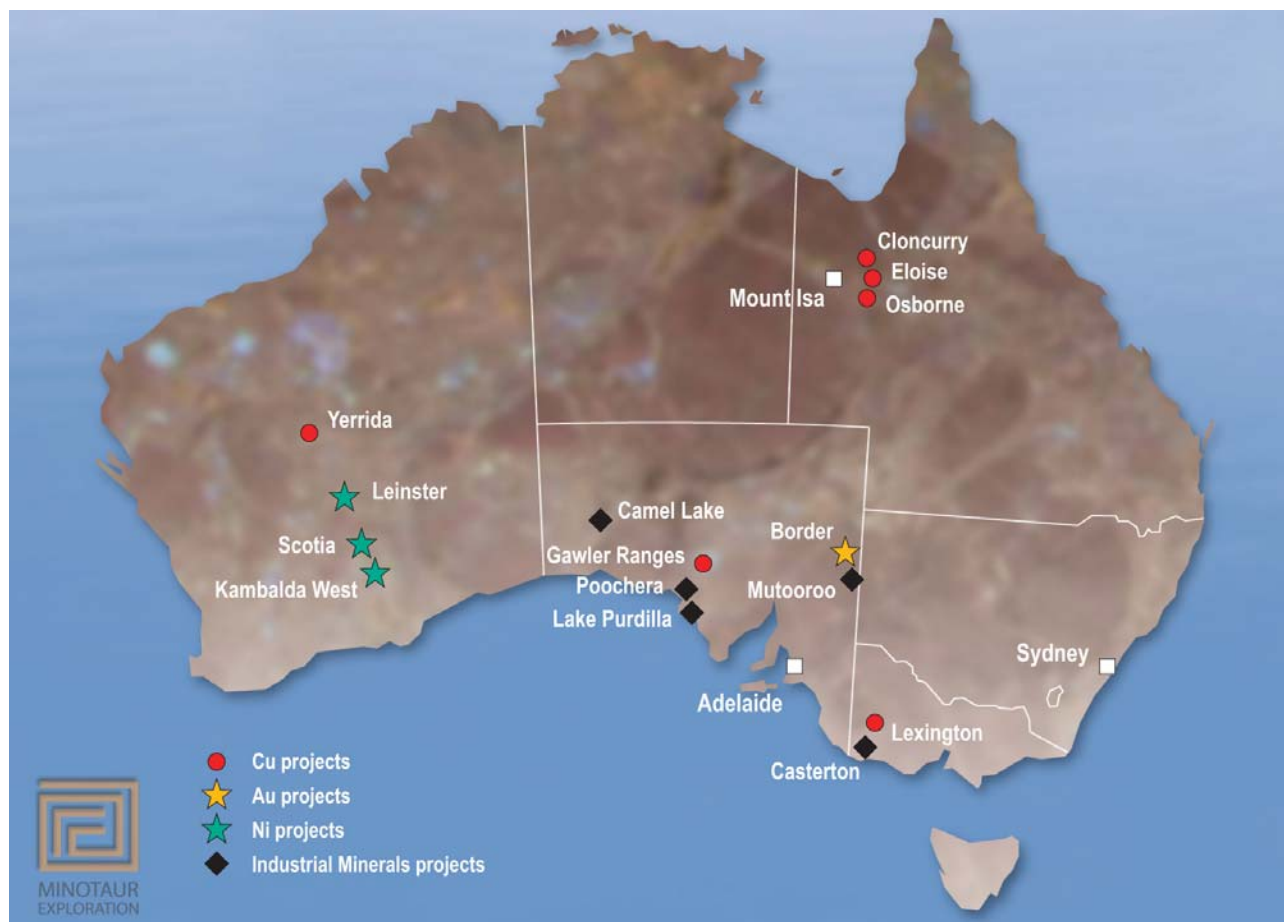 Cloncurry
Eloise
Mount Isa
Osborne
Yerrida
Leinster
Camel Lake
Scotia
Border
Gawler Ranges
Kambalda West
Poochera
Mutooroo
Lake Purdilla
Sydney
Adelaide
Lexington
Casterton
Cu projects
Au projects
Ni projects
Industrial Minerals projects
MINOTAUR
EXPLORATION